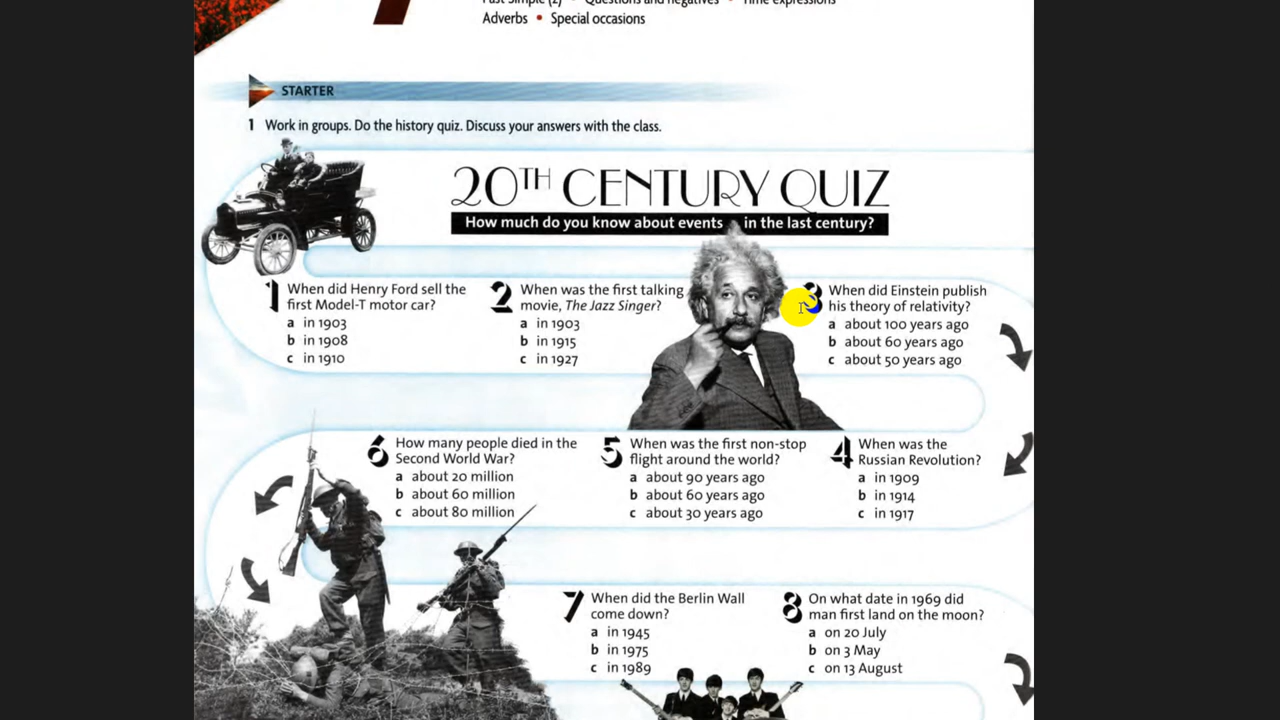 Past Simple (2) • Questions and negatives • Time expressions
Adverbs • Special occasions
STARTER
1 Work in groups. Do the history quiz. Discuss your answers with the class.
20TH CENTURY QUIZ
How much do you know about events in the last century?
1 When did Henry Ford sell the
first Model-T motor car?
a in 1903
b in 1908
c in 1910
2 When was the first talking
movie, The Jazz Singer?
a in 1903
b in 1915
c in 1927
3 When did Einstein publish
his theory of relativity?
a about 100 years ago
b about 60 years ago
c about 50 years ago
4 When was the
Russian Revolution?
a in 1909
b in 1914
c in 1917
5 When was the first non-stop
flight around the world?
a about 90 years ago
b about 60 years ago
c about 30 years ago
6 How many people died in the
Second World War?
a about 20 million
b about 60 million
c about 80 million
7 When did the Berlin Wall
come down?
a in 1945
b in 1975
c in 1989
8 On what date in 1969 did
man first land on the moon?
a on 20 July
b on 3 May
c on 13 August